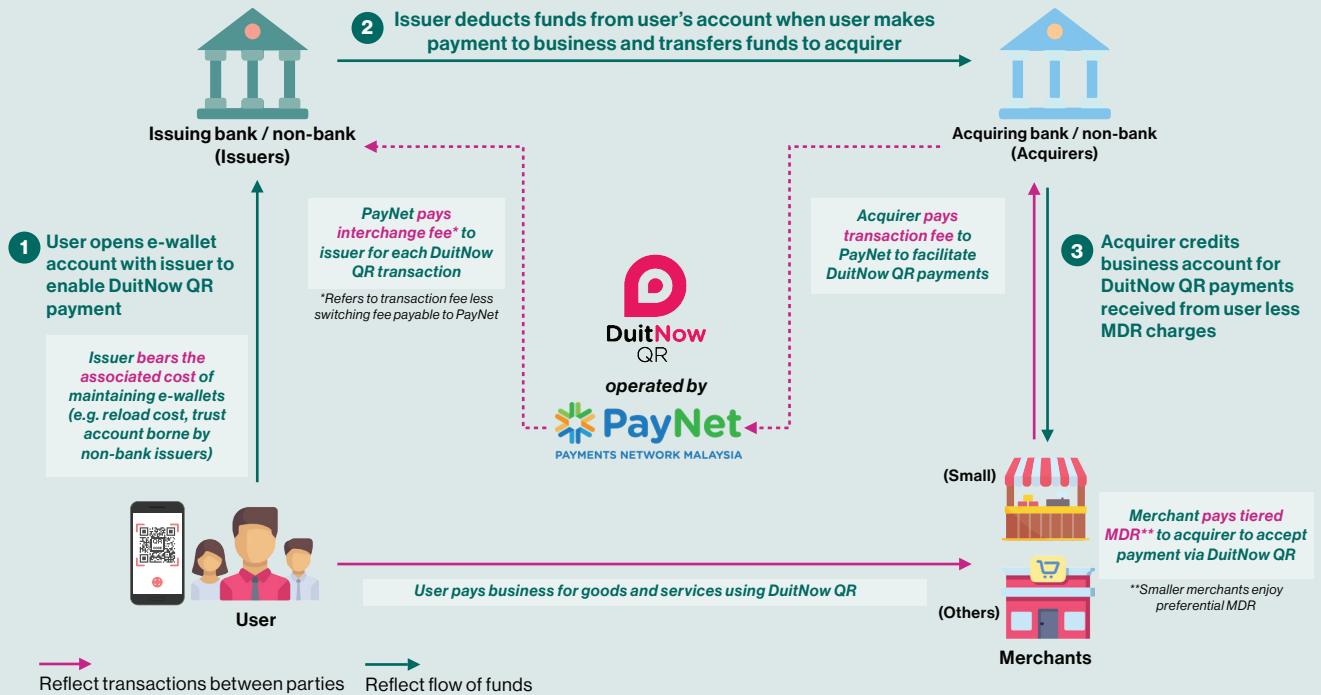 2 Issuer deducts funds from user’s account when user makes
payment to business and transfers funds to acquirer
Issuing bank / non-bank
(Issuers)
Acquiring bank / non-bank
(Acquirers)
1 User opens e-wallet
account with issuer to
enable DuitNow QR
payment
Issuer bears the
associated cost of
maintaining e-wallets
(e.g. reload cost, trust
account borne by
non-bank issuers)
PayNet pays
interchange fee* to
issuer for each DuitNow
QR transaction
*Refers to transaction fee less
switching fee payable to PayNet
DuitNow
QR
operated by
PayNet
PAYMENTS NETWORK MALAYSIA
Acquirer pays
transaction fee to
PayNet to facilitate
DuitNow QR payments
3 Acquirer credits
business account for
DuitNow QR payments
received from user less
MDR charges
(Small)
Merchant pays tiered
MDR** to acquirer to accept
payment via DuitNow QR
**Smaller merchants enjoy
preferential MDR
(Others)
Merchants
User pays business for goods and services using DuitNow QR
User
Reflect transactions between parties
Reflect flow of funds